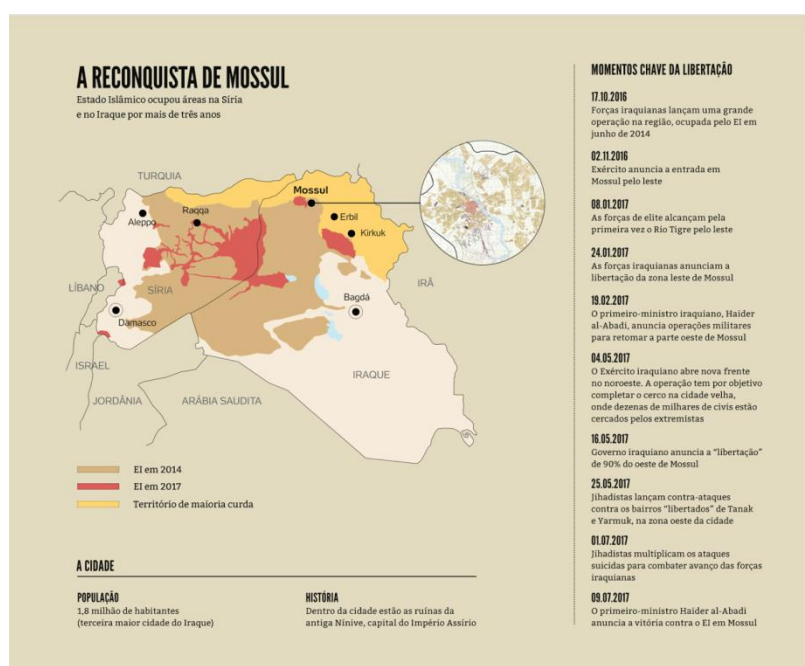 A RECONQUISTA DE MOSSUL
Estado Islâmico ocupou áreas na Síria
e no Iraque por mais de três anos
TURQUIA
Mossul
Aleppo
Raqqa
Erbil
Kirkuk
LÍBANO
SÍRIA
IRÃ
Damasco
Bagdá
ISRAEL
IRAQUE
JORDÂNIA
ARÁBIA SAUDITA
EI em 2014
EI em 2017
Território de maioria curda
A CIDADE
POPULAÇÃO
1,8 milhão de habitantes
(terceira maior cidade do Iraque)
HISTÓRIA
Dentro da cidade estão as ruínas da
antiga Nínive, capital do Império Assírio
MOMENTOS CHAVE DA LIBERTAÇÃO
17.10.2016
Forças iraquianas lançam uma grande
operação na região, ocupada pelo EI em
junho de 2014
02.11.2016
Exército anuncia a entrada em
Mossul pelo leste
08.01.2017
As forças de elite alcançam pela
primeira vez o Rio Tigre pelo leste
24.01.2017
As forças iraquianas anunciam a
libertação da zona leste de Mossul
19.02.2017
O primeiro-ministro iraquiano, Haider
al-Abadi, anuncia operações militares
para retomar a parte oeste de Mossul
04.05.2017
O Exército iraquiano abre nova frente
no noroeste. A operação tem por objetivo
completar o cerco na cidade velha,
onde dezenas de milhares de civis estão
cercados pelos extremistas
16.05.2017
Governo iraquiano anuncia a “libertação”
de 90% do oeste de Mossul
25.05.2017
Jihadistas lançam contra-ataques
contra os bairros “libertados” de Tanak
e Yarmuk, na zona oeste da cidade
01.07.2017
Jihadistas multiplicam os ataques
suicidas para combater avanço das forças
iraquianas
09.07.2017
O primeiro-ministro Haider al-Abadi
anuncia a vitória contra o EI em Mossul